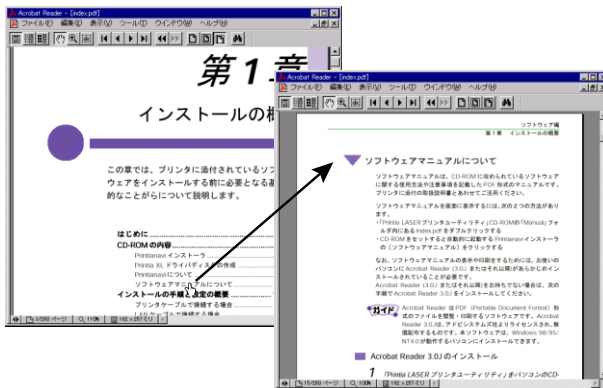 Acrobat Reader - [index.pdf]
ファイル(F) 編集(E) 表示(V) ツール(T) ウインドウ(W) ヘルプ(H)
第1章
インストールの概
この章では、プリンタに添付されているソフ
ウェアをインストールする前に必要となる基
的なことがらについて説明します。
はじめに
CD-ROMの内容
Printanavi インストーラ
Printia XL ドライバディスクの作成
Printanavi について
ソフトウェアマニュアルについて
インストールの手順と設定の概要
プリンタケーブルで接続する場合
LANケーブルで接続する場合
3/260 ページ 110% 182 x 257 ミリ
Acrobat Reader - [index.pdf]
ファイル(F) 編集(E) 表示(V) ツール(T) ウインドウ(W) ヘルプ(H)
ソフトウェア編
第1章 インストールの概要
ソフトウェアマニュアルについて
ソフトウェアマニュアルは、CD-ROMに収められているソフトウェア
に関する使用方法や注意事項を記載したPDF形式のマニュアルです。
プリンタに添付の取扱説明書とあわせてご活用ください。
ソフトウェアマニュアルを画面に表示するには、次の2つの方法があり
ます。
・「Printia LASERプリンタユーティリティ」CD-ROMの「Manual」フォ
ルダ内にあるIndex.pdfをダブルクリックする
・CD-ROMをセットすると自動的に起動するPrintanaviインストーラ
の〔ソフトウェアマニュアル〕をクリックする
なお、ソフトウェアマニュアルの表示や印刷をするためには、お使いの
パソコンにAcrobat Reader(3.0Jまたはそれ以降)があらかじめイン
ストールされていることが必要です。
Acrobat Reader(3.0Jまたはそれ以降)をお持ちでない場合は、次の
手順でAcrobat Reader 3.0Jをインストールしてください。
ガイド Acrobat ReaderはPDF(Portable Document Format)形
式のファイルを閲覧・印刷するソフトウェアです。Acrobat
Reader 3.0Jは、アドビシステムズ社よりライセンスされ、無
償配布するものです。本ソフトウェアは、Windows 98/95/
NT4.0が動作するパソコンにインストールできます。
Acrobat Reader 3.0Jのインストール
1 「Printia LASERプリンタユーティリティ」をパソコンのCD-
15/260 ページ 100% 182 x 257 ミリ